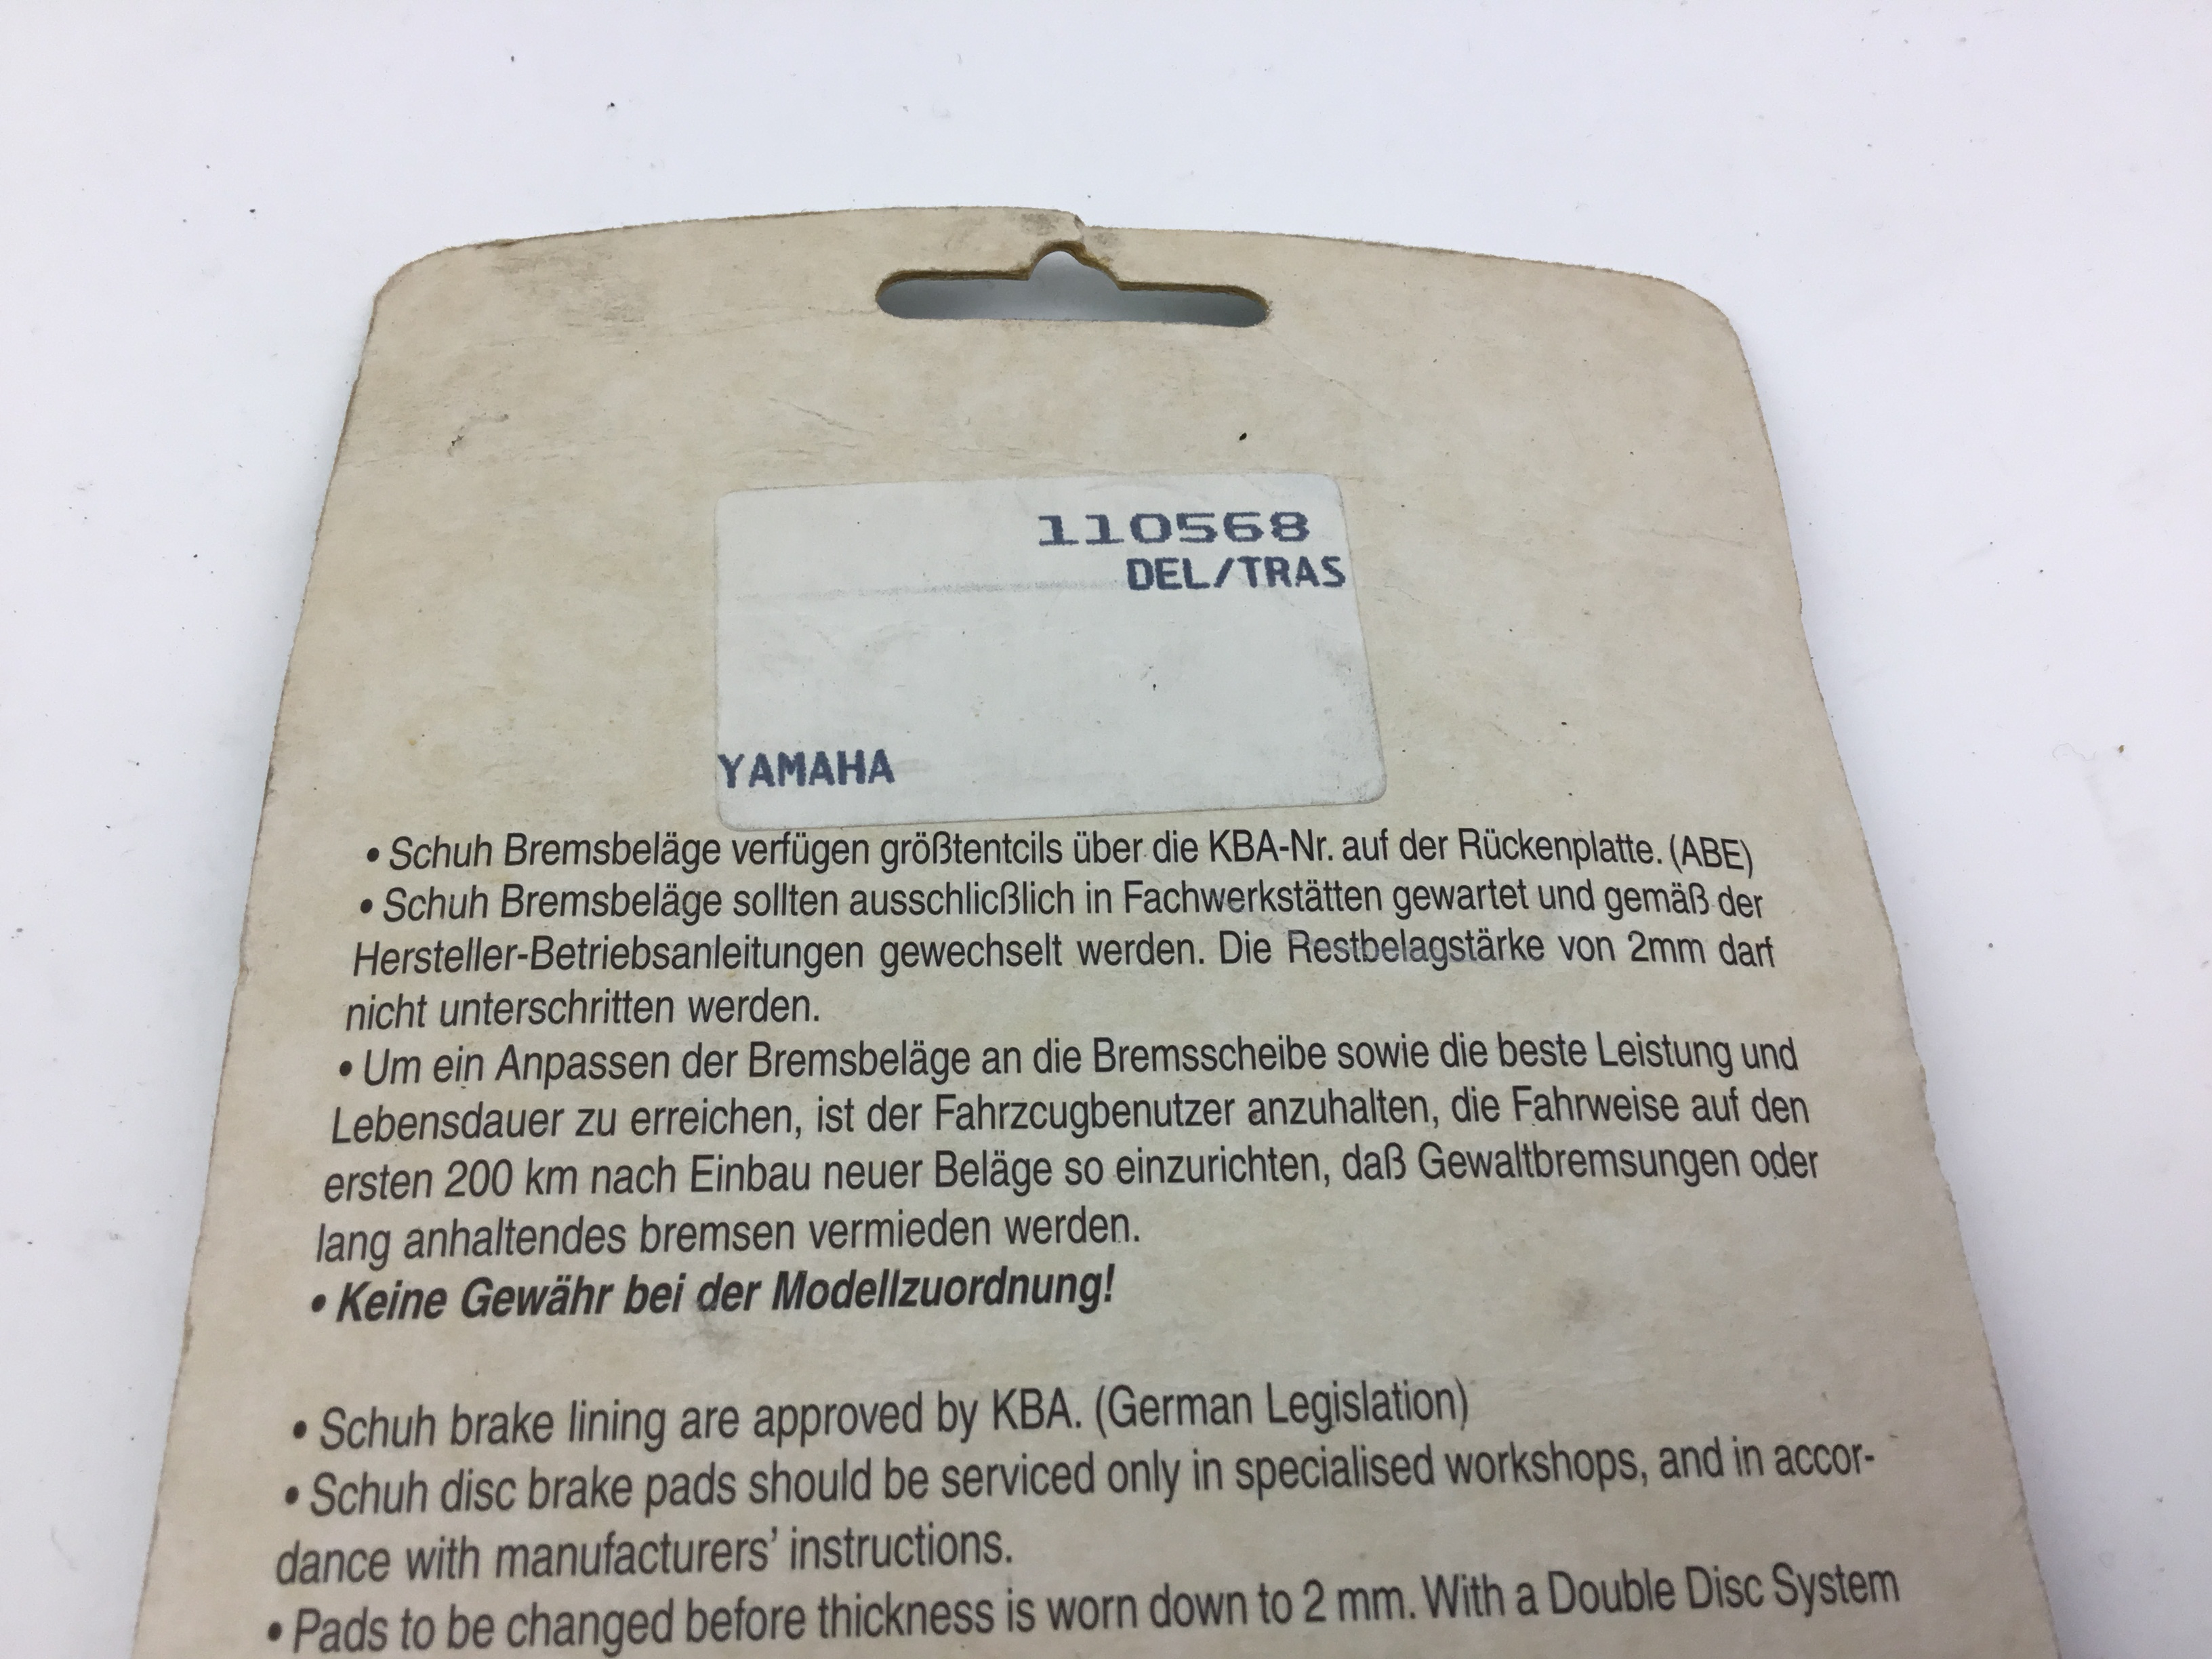 110568
DEL/TRAS
YAMAHA
• Schuh Bremsbeläge verfügen größtentcils über die KBA-Nr. auf der Rückenplatte. (ABE)
• Schuh Bremsbeläge sollten ausschlicßlich in Fachwerkstätten gewartet und gemäß der
Hersteller-Betriebsanleitungen gewechselt werden. Die Restbelagstärke von 2mm darf
nicht unterschritten werden.
• Um ein Anpassen der Bremsbeläge an die Bremsscheibe sowie die beste Leistung und
Lebensdauer zu erreichen, ist der Fahrzcugbenutzer anzuhalten, die Fahrweise auf den
ersten 200 km nach Einbau neuer Beläge so einzurichten, daß Gewaltbremsungen oder
lang anhaltendes bremsen vermieden werden.
• Keine Gewähr bei der Modellzuordnung!
• Schuh brake lining are approved by KBA. (German Legislation)
• Schuh disc brake pads should be serviced only in specialised workshops, and in accor-
dance with manufacturers' instructions.
• Pads to be changed before thickness is worn down to 2 mm. With a Double Disc System